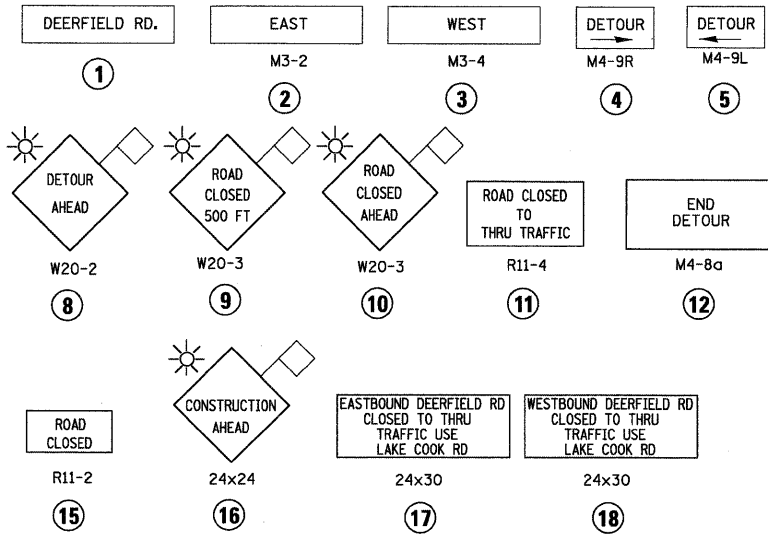 DEERFIELD RD.
1
EAST
M3-2
2
WEST
M3-4
3
DETOUR
M4-9R
4
DETOUR
M4-9L
5
DETOUR
AHEAD
W20-2
8
ROAD
CLOSED
500 FT
W20-3
9
ROAD
CLOSED
AHEAD
W20-3
10
ROAD CLOSED
TO
THRU TRAFFIC
R11-4
11
END
DETOUR
M4-8a
12
ROAD
CLOSED
R11-2
15
CONSTRUCTION
AHEAD
24x24
16
EASTBOUND DEERFIELD RD
CLOSED TO THRU
TRAFFIC USE
LAKE COOK RD
24x30
17
WESTBOUND DEERFIELD RD
CLOSED TO THRU
TRAFFIC USE
LAKE COOK RD
24x30
18